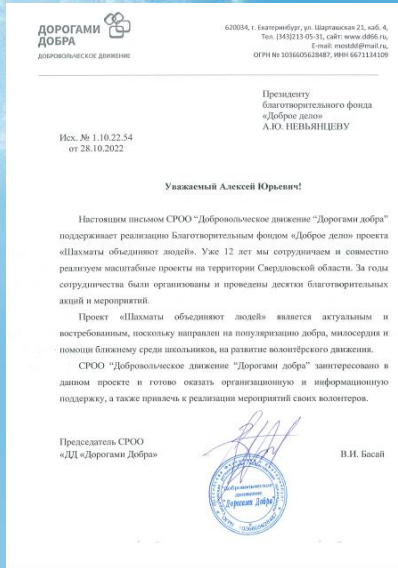 ДОРОГАМИ
ДОБРА
ДОБРОВОЛЬЧЕСКОЕ ДВИЖЕНИЕ
620034, г. Екатеринбург, ул. Шарташская 21, каб. 4,
Тел. (343)213-05-31, сайт: www.dd66.ru,
E-mail: mostdd@mail.ru,
ОГРН № 1036605628487, ИНН 6671134109
Президенту
благотворительного фонда
«Доброе дело»
А.Ю. НЕВЬЯНЦЕВУ
Исх. № 1.10.22.54
от 28.10.2022
Уважаемый Алексей Юрьевич!
Настоящим письмом СРОО “Добровольческое движение “Дорогами добра”
поддерживает реализацию Благотворительным фондом «Доброе дело» проекта
«Шахматы объединяют людей». Уже 12 лет мы сотрудничаем и совместно
реализуем масштабные проекты на территории Свердловской области. За годы
сотрудничества были организованы и проведены десятки благотворительных
акций и мероприятий.
Проект «Шахматы объединяют людей» является актуальным и
востребованным, поскольку направлен на популяризацию добра, милосердия и
помощи ближнему среди школьников, на развитие волонтёрского движения.
СРОО “Добровольческое движение “Дорогами добра” заинтересовано в
данном проекте и готово оказать организационную и информационную
поддержку, а также привлечь к реализации мероприятий своих волонтеров.
Председатель СРОО
«ДД «Дорогами Добра»
В.И. Басай
Добровольческое
движение
"Дорогами Добра"